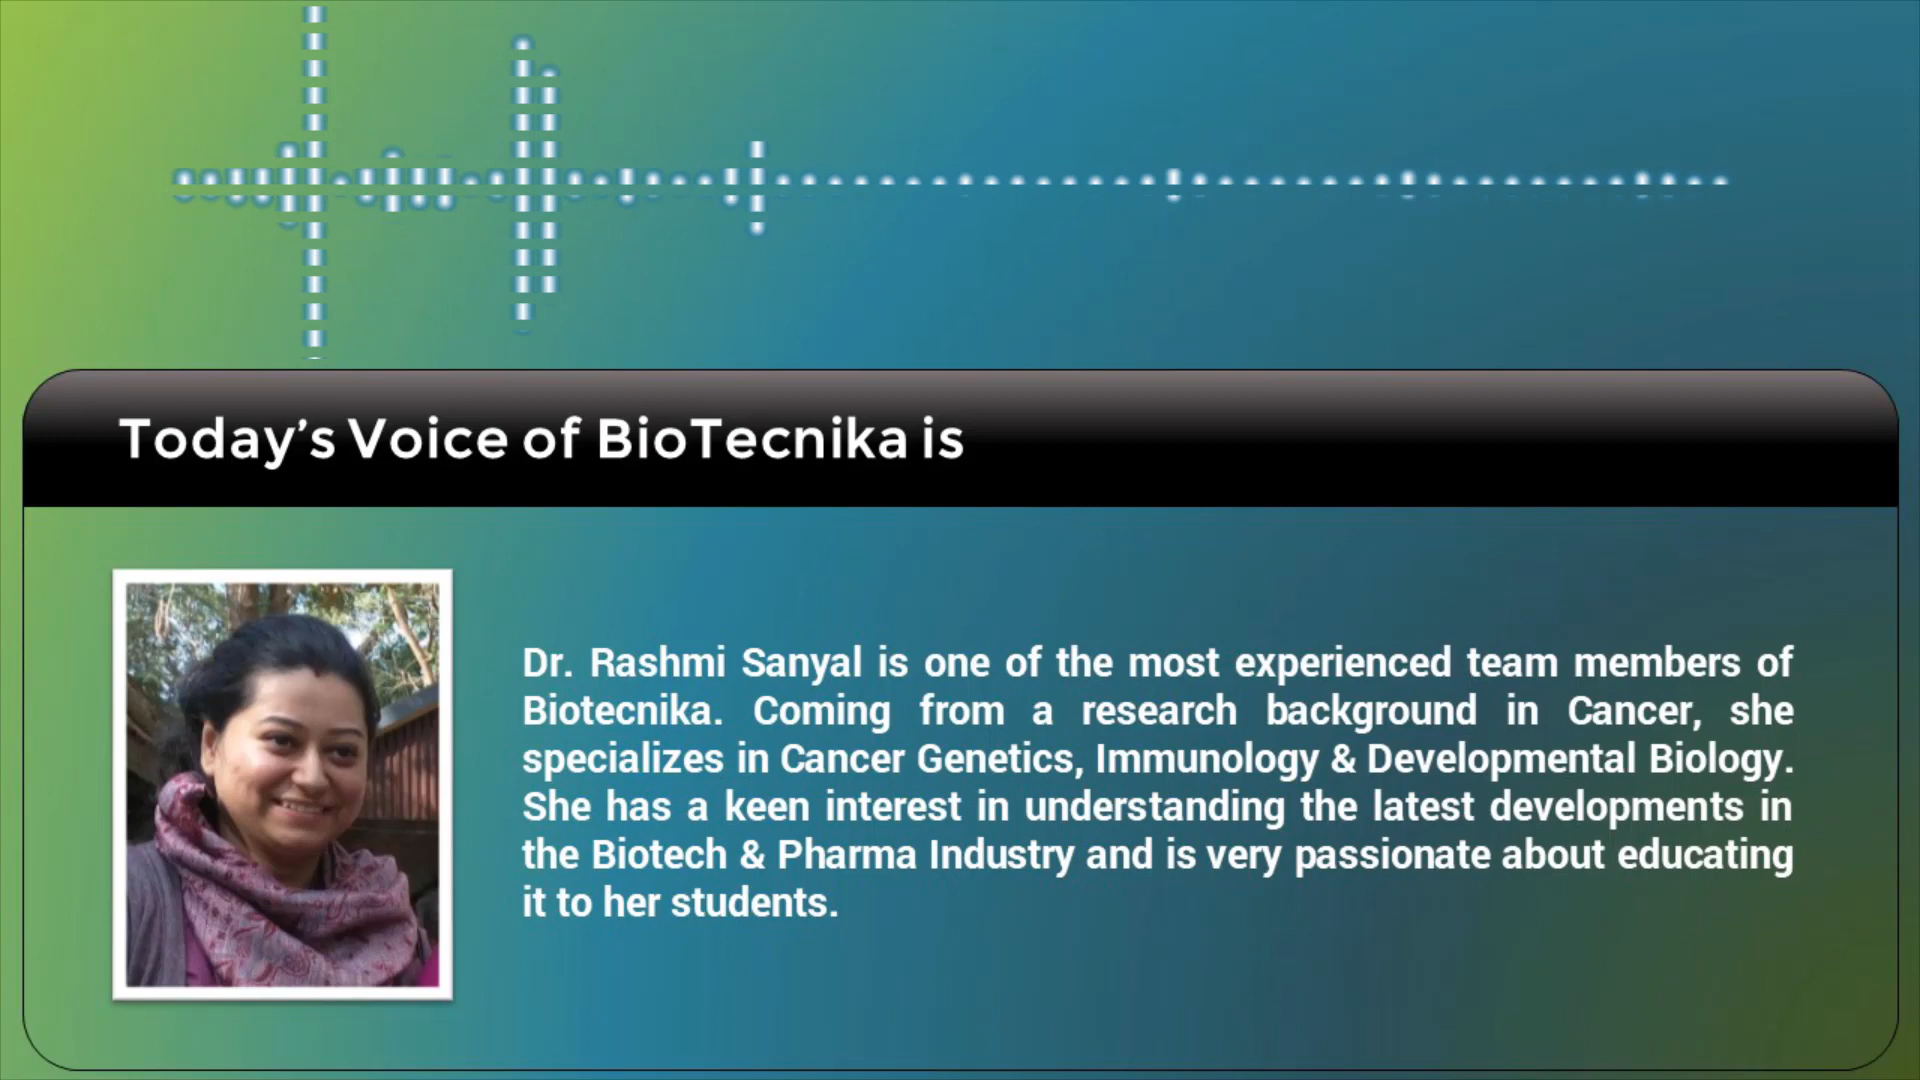 Today's Voice of BioTecnika is
Dr. Rashmi Sanyal is one of the most experienced team members of
Biotecnika. Coming from a research background in Cancer, she
specializes in Cancer Genetics, Immunology & Developmental Biology.
She has a keen interest in understanding the latest developments in
the Biotech & Pharma Industry and is very passionate about educating
it to her students.